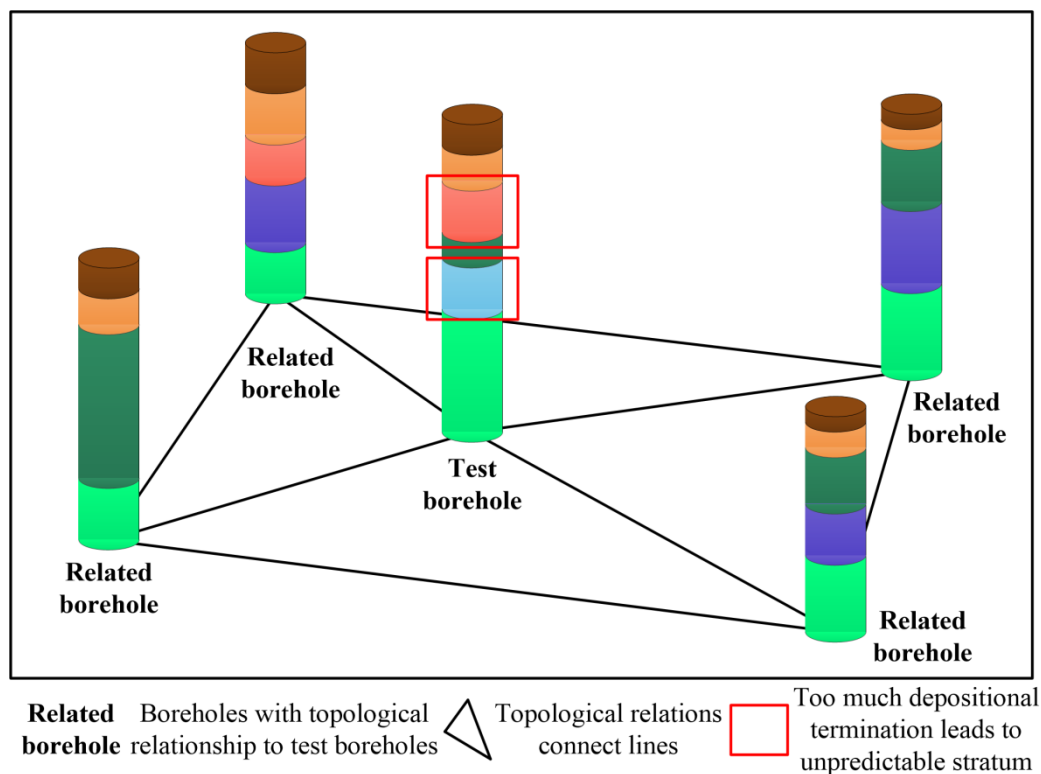 Related
borehole
Test
borehole
Related
borehole
Related
borehole
Related
borehole
Related
borehole
Boreholes with topological
relationship to test boreholes
Topological relations
connect lines
Too much depositional
termination leads to
unpredictable stratum